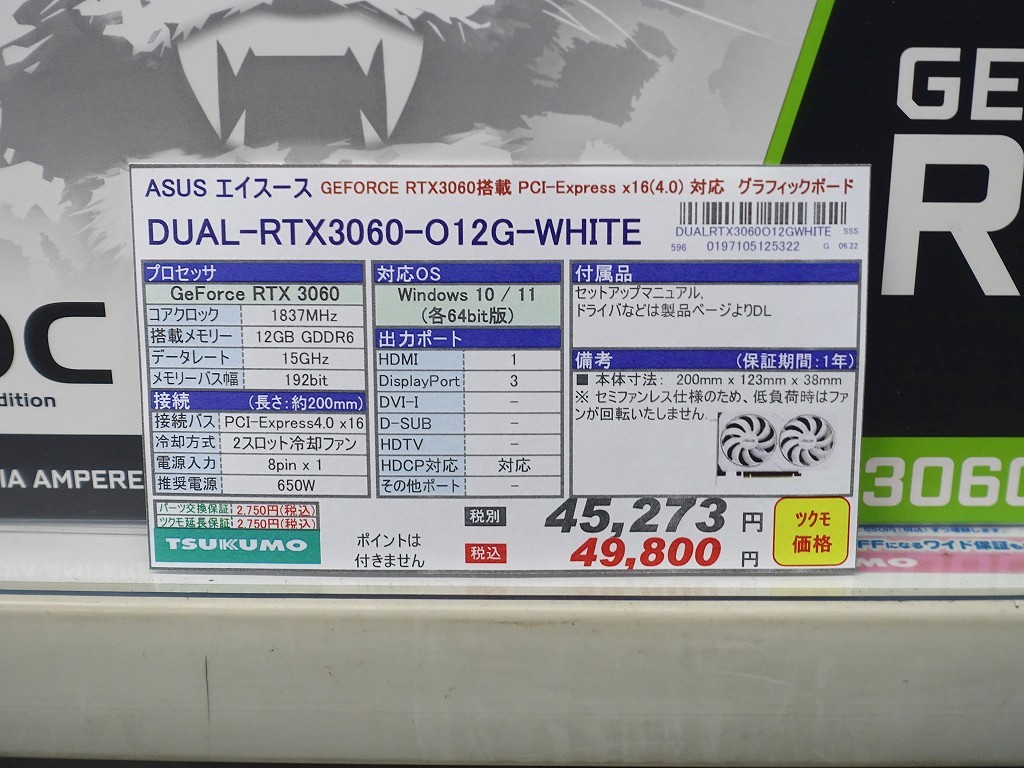 GE
R
OC
dition
IA AMPERE
3060
ASUS エイスース GEFORCE RTX3060搭載 PCI-Express x16(4.0) 対応 グラフィックボード
DUAL-RTX3060-O12G-WHITE
DUALRTX3060O12GWHITE SSS
596 0197105125322 G 06.22
プロセッサ
GeForce RTX 3060
コアクロック 1837MHz
搭載メモリー 12GB GDDR6
データレート 15GHz
メモリーバス幅 192bit
接続 (長さ:約200mm)
接続バス PCI-Express4.0 x16
冷却方式 2スロット冷却ファン
電源入力 8pin x 1
推奨電源 650W
対応OS
Windows 10 / 11
(各64bit版)
出力ポート
HDMI 1
DisplayPort 3
DVI-I －
D-SUB －
HDTV －
HDCP対応 対応
その他ポート －
付属品
セットアップマニュアル,
ドライバなどは製品ページよりDL
備考 (保証期間:1年)
■ 本体寸法: 200mm x 123mm x 38mm
※ セミファンレス仕様のため、低負荷時はファ
ンが回転いたしません
パーツ交換保証 2,750円(税込)
ツクモ延長保証 2,750円(税込)
TSUKUMO
ポイントは
付きません
税別 45,273 円
税込 49,800 円
ツクモ
価格
FFになるワイド保証も
MO